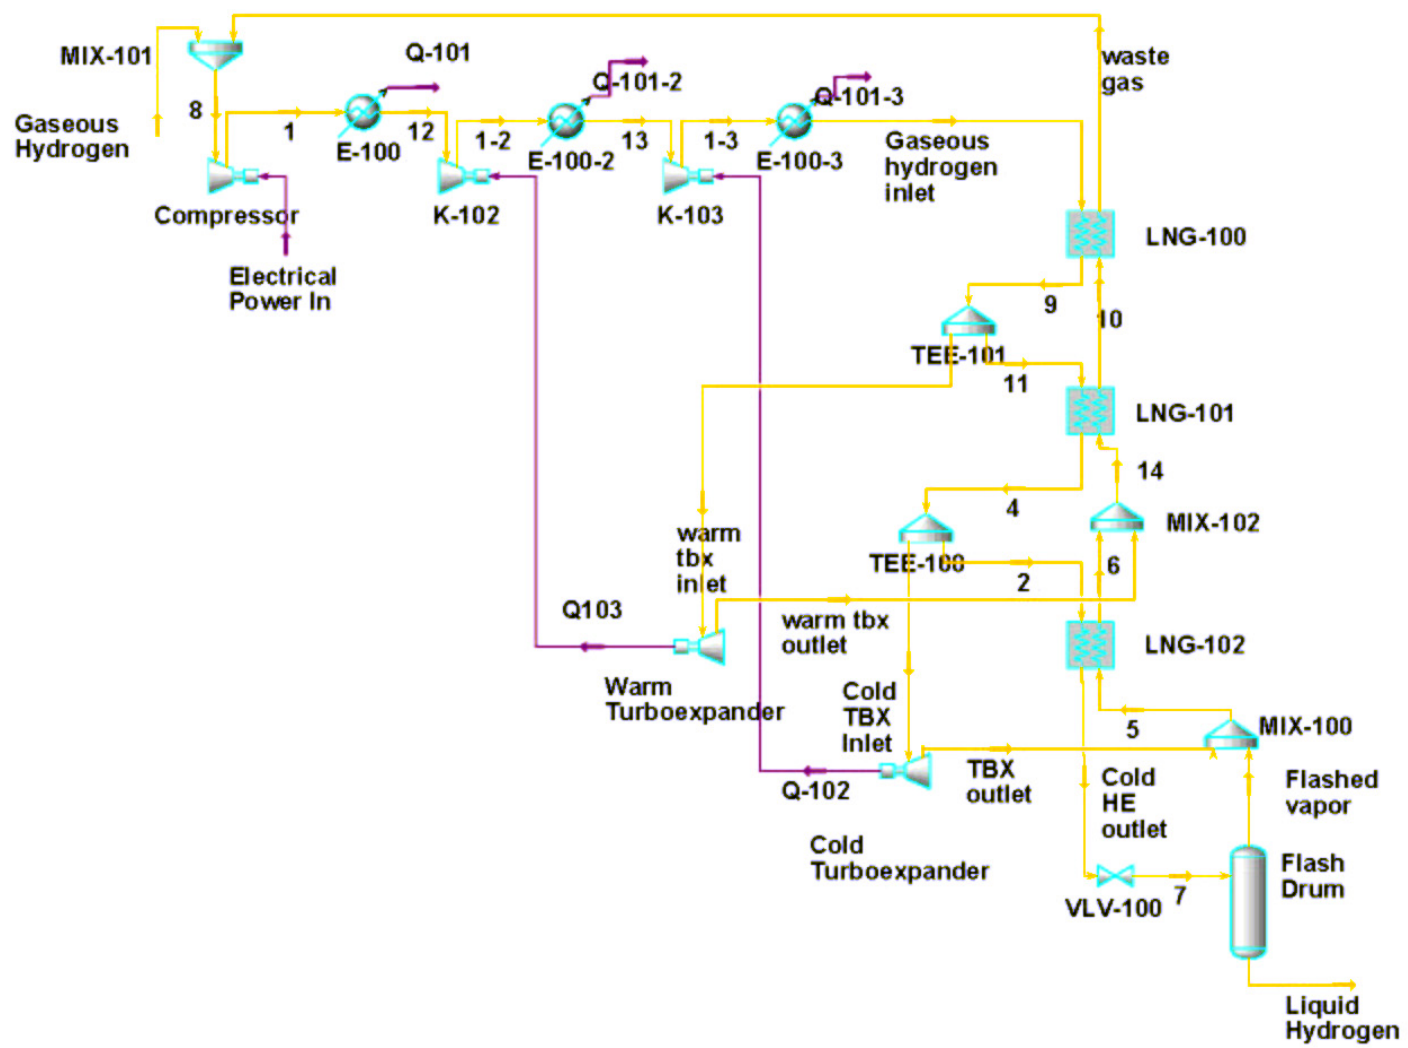 MIX-101
Q-101
Q-101-2
Q-101-3
waste
gas
8
Gaseous
Hydrogen
1
12
E-100
1-2
13
E-100-2
1-3
E-100-3
Gaseous
hydrogen
inlet
Compressor
K-102
K-103
LNG-100
Electrical
Power In
9
10
TEE-101
11
LNG-101
14
4
MIX-102
warm
tbx
inlet
TEE-100
2
6
Q103
warm tbx
outlet
LNG-102
Warm
Turboexpander
Cold
TBX
Inlet
5
MIX-100
Q-102
TBX
outlet
Cold
HE
outlet
Flashed
vapor
Cold
Turboexpander
Flash
Drum
VLV-100
7
Liquid
Hydrogen